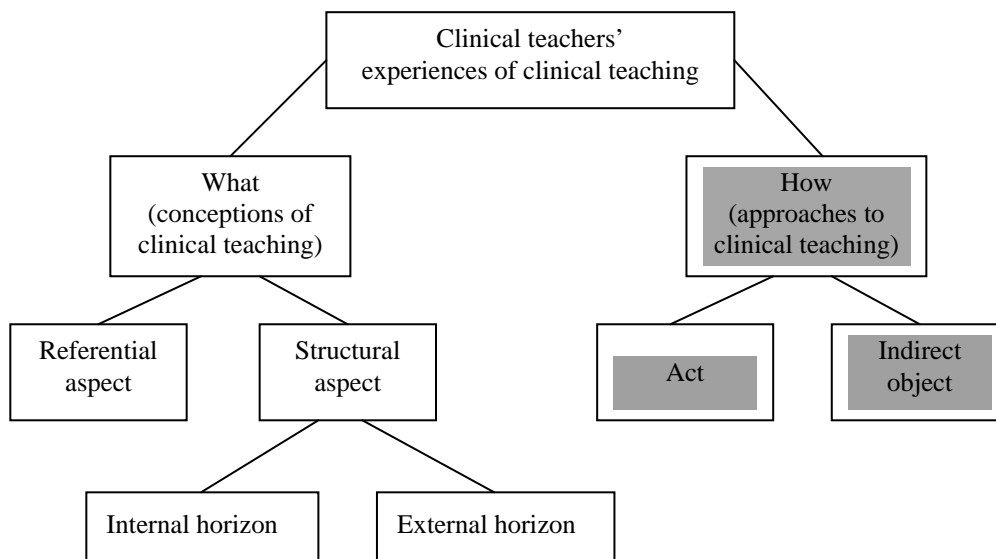 Clinical teachers’
experiences of clinical teaching
What
(conceptions of
clinical teaching)
How
(approaches to
clinical teaching)
Referential
aspect
Structural
aspect
Act
Indirect
object
Internal horizon
External horizon